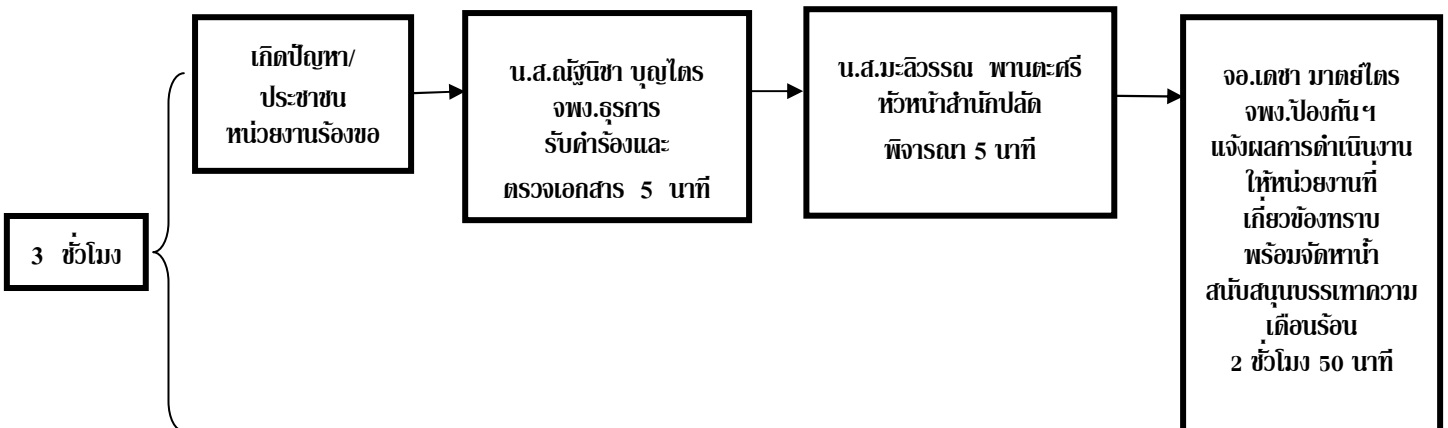 3 ชั่วโมง
เกิดปัญหา/
ประชาชน
หน่วยงานร้องขอ
น.ส.ณัฐนิชา บุญไตร
จพง.ธุรการ
รับคำร้องและ
ตรวจเอกสาร 5 นาที
น.ส.มะลิวรรณ พานตะศรี
หัวหน้าสำนักปลัด
พิจารณา 5 นาที
จอ.เดชา มาตย์ไตร
จพง.ป้องกันฯ
แจ้งผลการดำเนินงาน
ให้หน่วยงานที่
เกี่ยวข้องทราบ
พร้อมจัดหาน้ำ
สนับสนุนบรรเทาความ
เดือนร้อน
2 ชั่วโมง 50 นาที